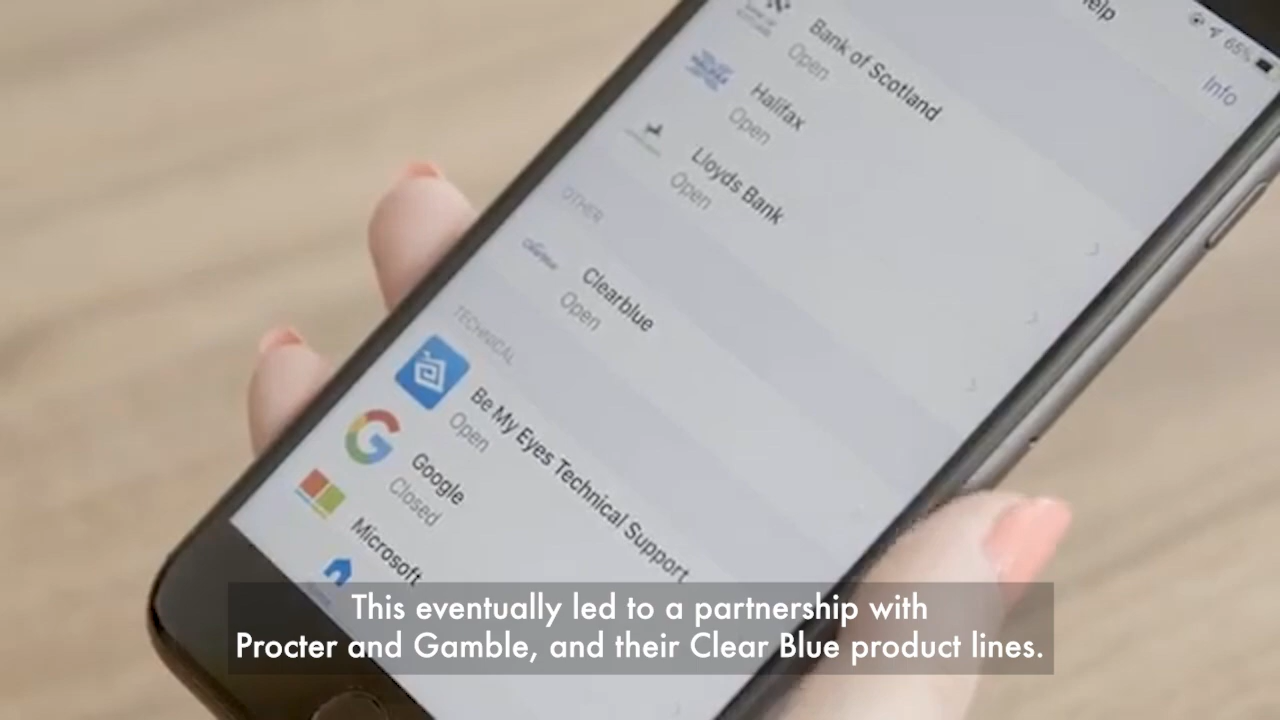 65%
Info
Bank of Scotland
Open
Halifax
Open
Lloyds Bank
Open
OTHER
Clearblue
Open
TECHNICAL
Be My Eyes Technical Support
Open
Google
Closed
Microsoft
This eventually led to a partnership with
Procter and Gamble, and their Clear Blue product lines.